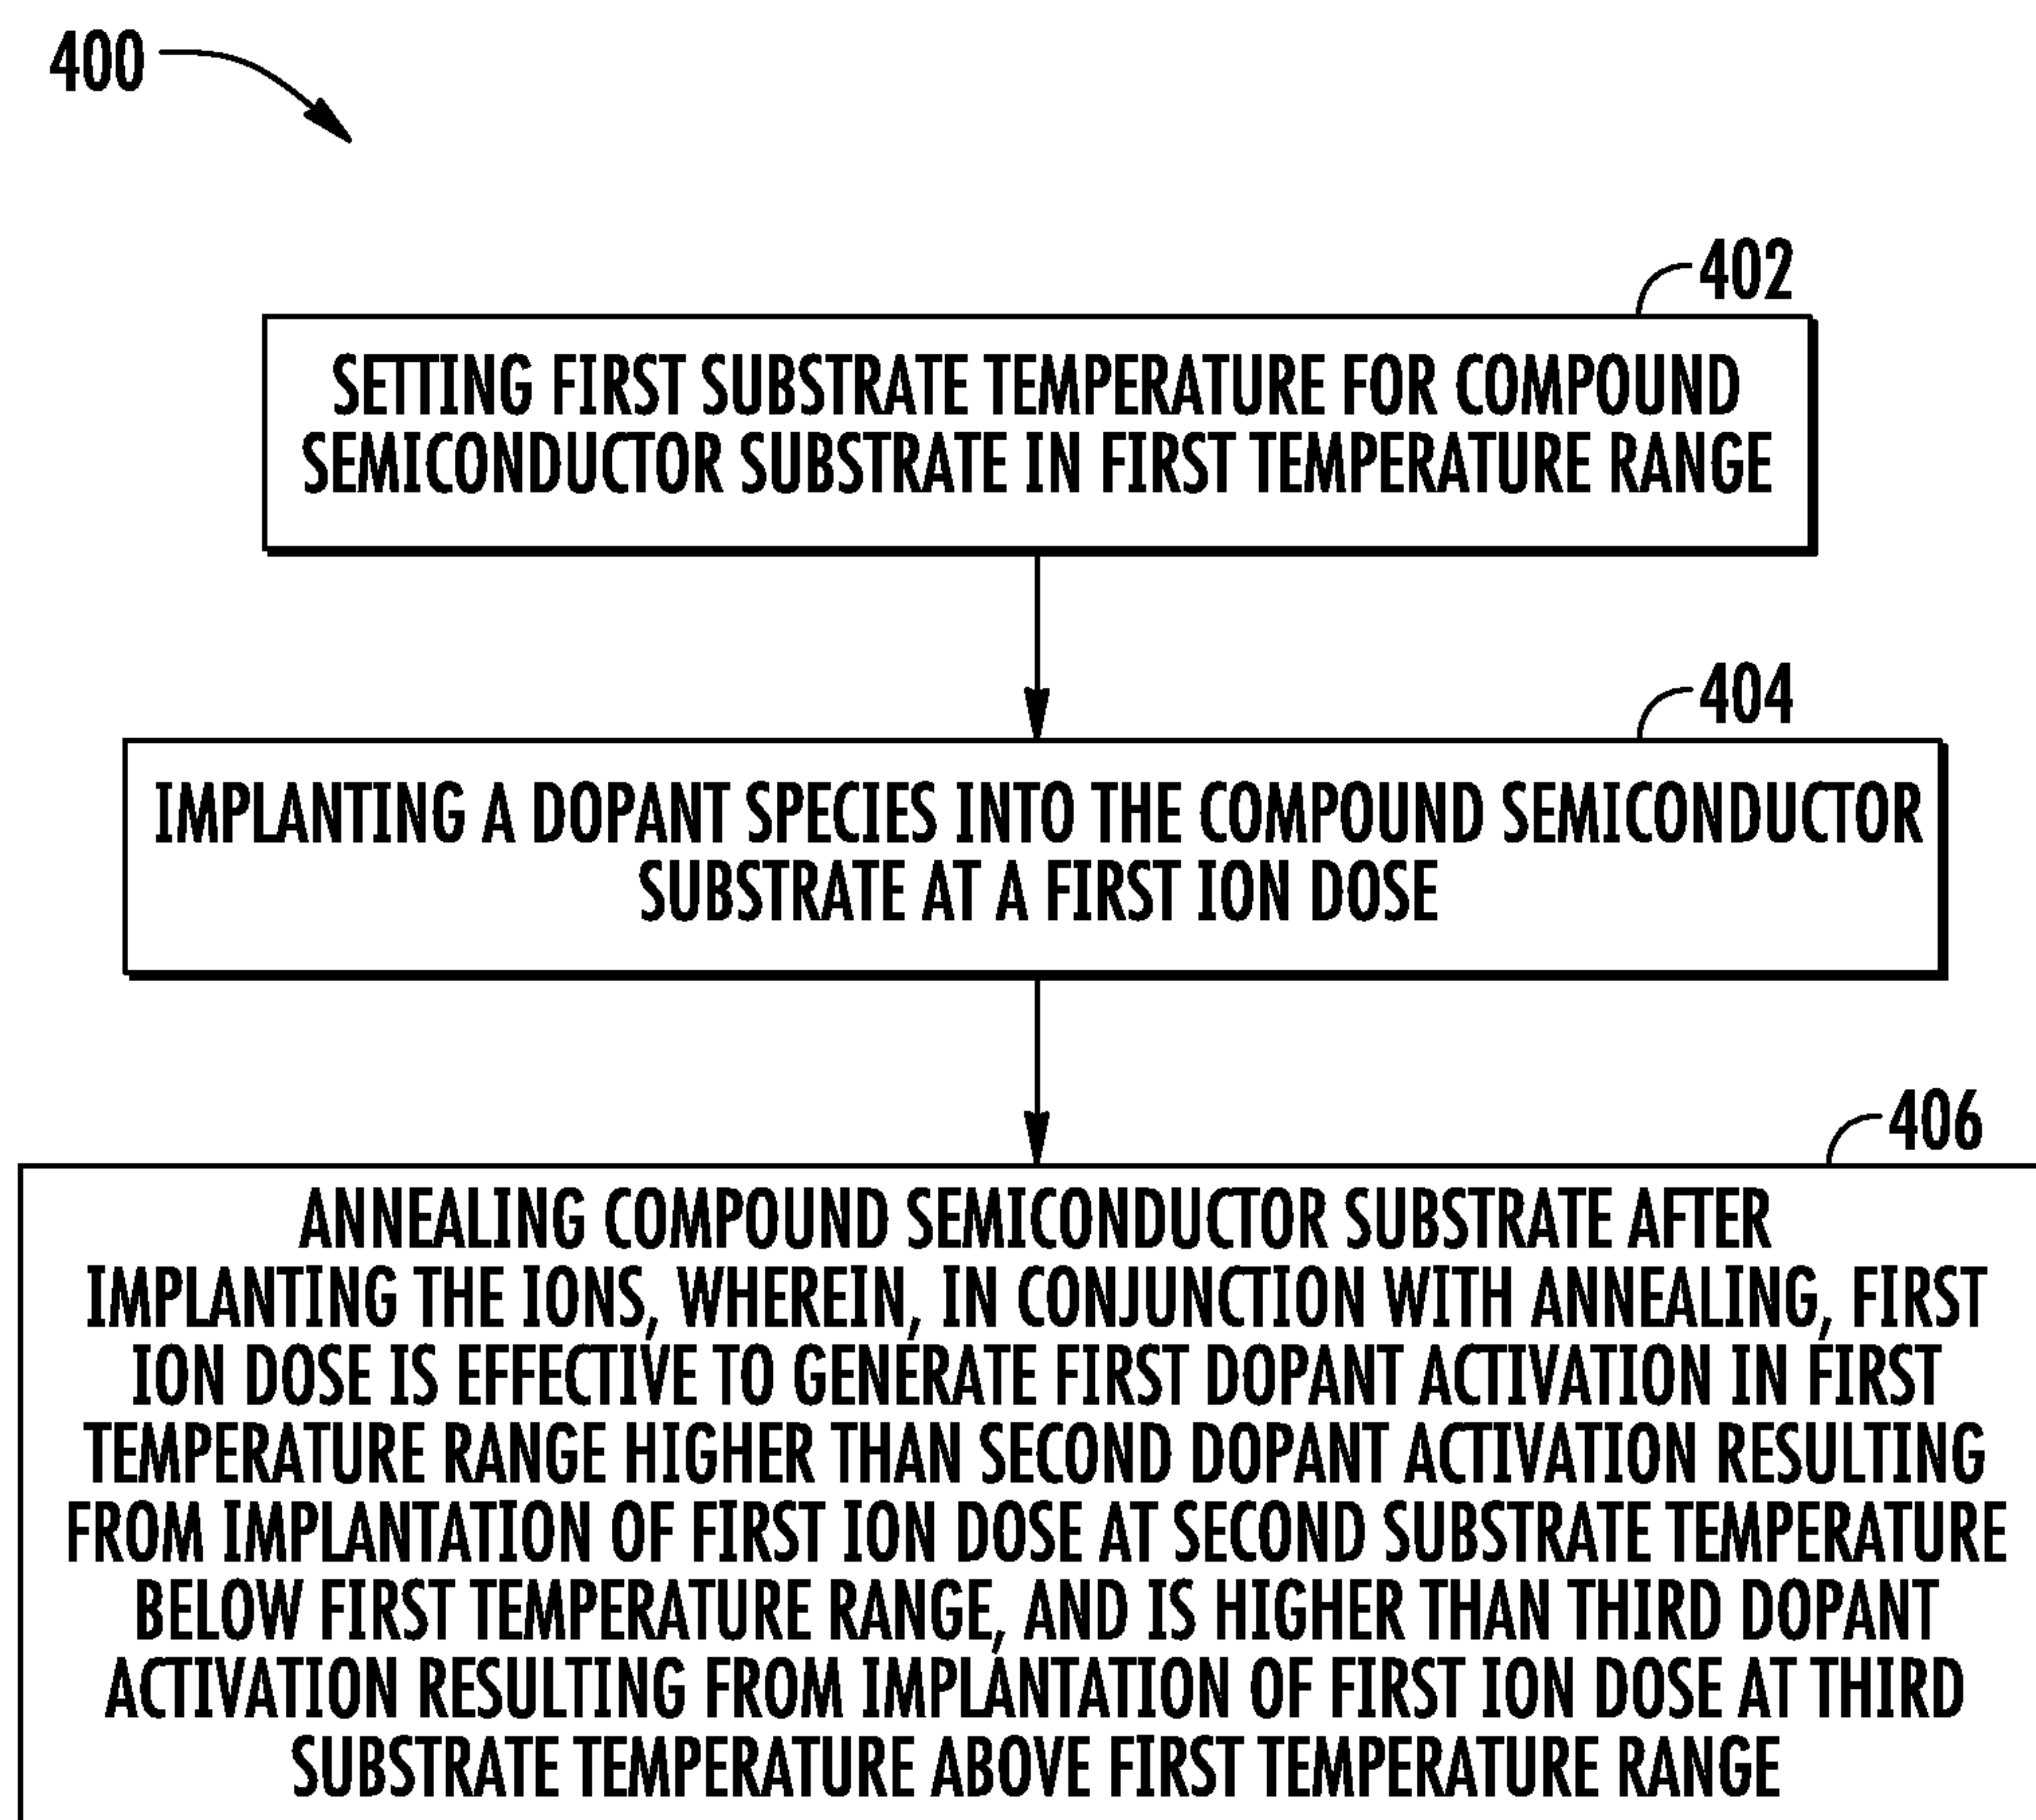 400
402
SETTING FIRST SUBSTRATE TEMPERATURE FOR COMPOUND
SEMICONDUCTOR SUBSTRATE IN FIRST TEMPERATURE RANGE
404
IMPLANTING A DOPANT SPECIES INTO THE COMPOUND SEMICONDUCTOR
SUBSTRATE AT A FIRST ION DOSE
406
ANNEALING COMPOUND SEMICONDUCTOR SUBSTRATE AFTER
IMPLANTING THE IONS, WHEREIN, IN CONJUNCTION WITH ANNEALING, FIRST
ION DOSE IS EFFECTIVE TO GENERATE FIRST DOPANT ACTIVATION IN FIRST
TEMPERATURE RANGE HIGHER THAN SECOND DOPANT ACTIVATION RESULTING
FROM IMPLANTATION OF FIRST ION DOSE AT SECOND SUBSTRATE TEMPERATURE
BELOW FIRST TEMPERATURE RANGE, AND IS HIGHER THAN THIRD DOPANT
ACTIVATION RESULTING FROM IMPLANTATION OF FIRST ION DOSE AT THIRD
SUBSTRATE TEMPERATURE ABOVE FIRST TEMPERATURE RANGE